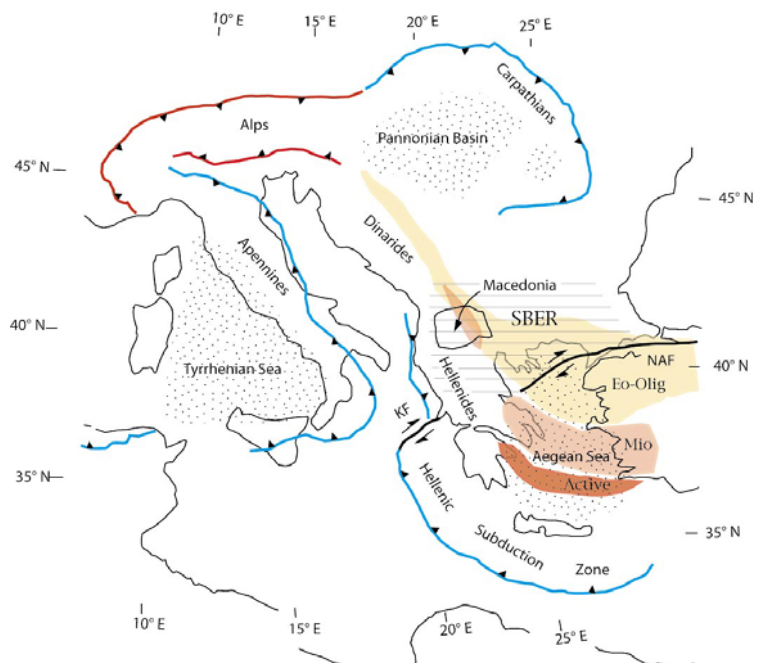 10° E
15° E
20° E
25° E
Carpathians
Alps
Pannonian Basin
45° N
45° N
Dinarides
Apennines
Macedonia
SBER
40° N
40° N
NAF
Tyrrhenian Sea
Hellenides
Eo-Olig
KF
Mio
Aegean Sea
Active
35° N
Hellenic
Subduction
Zone
35° N
10° E
15° E
20° E
25° E